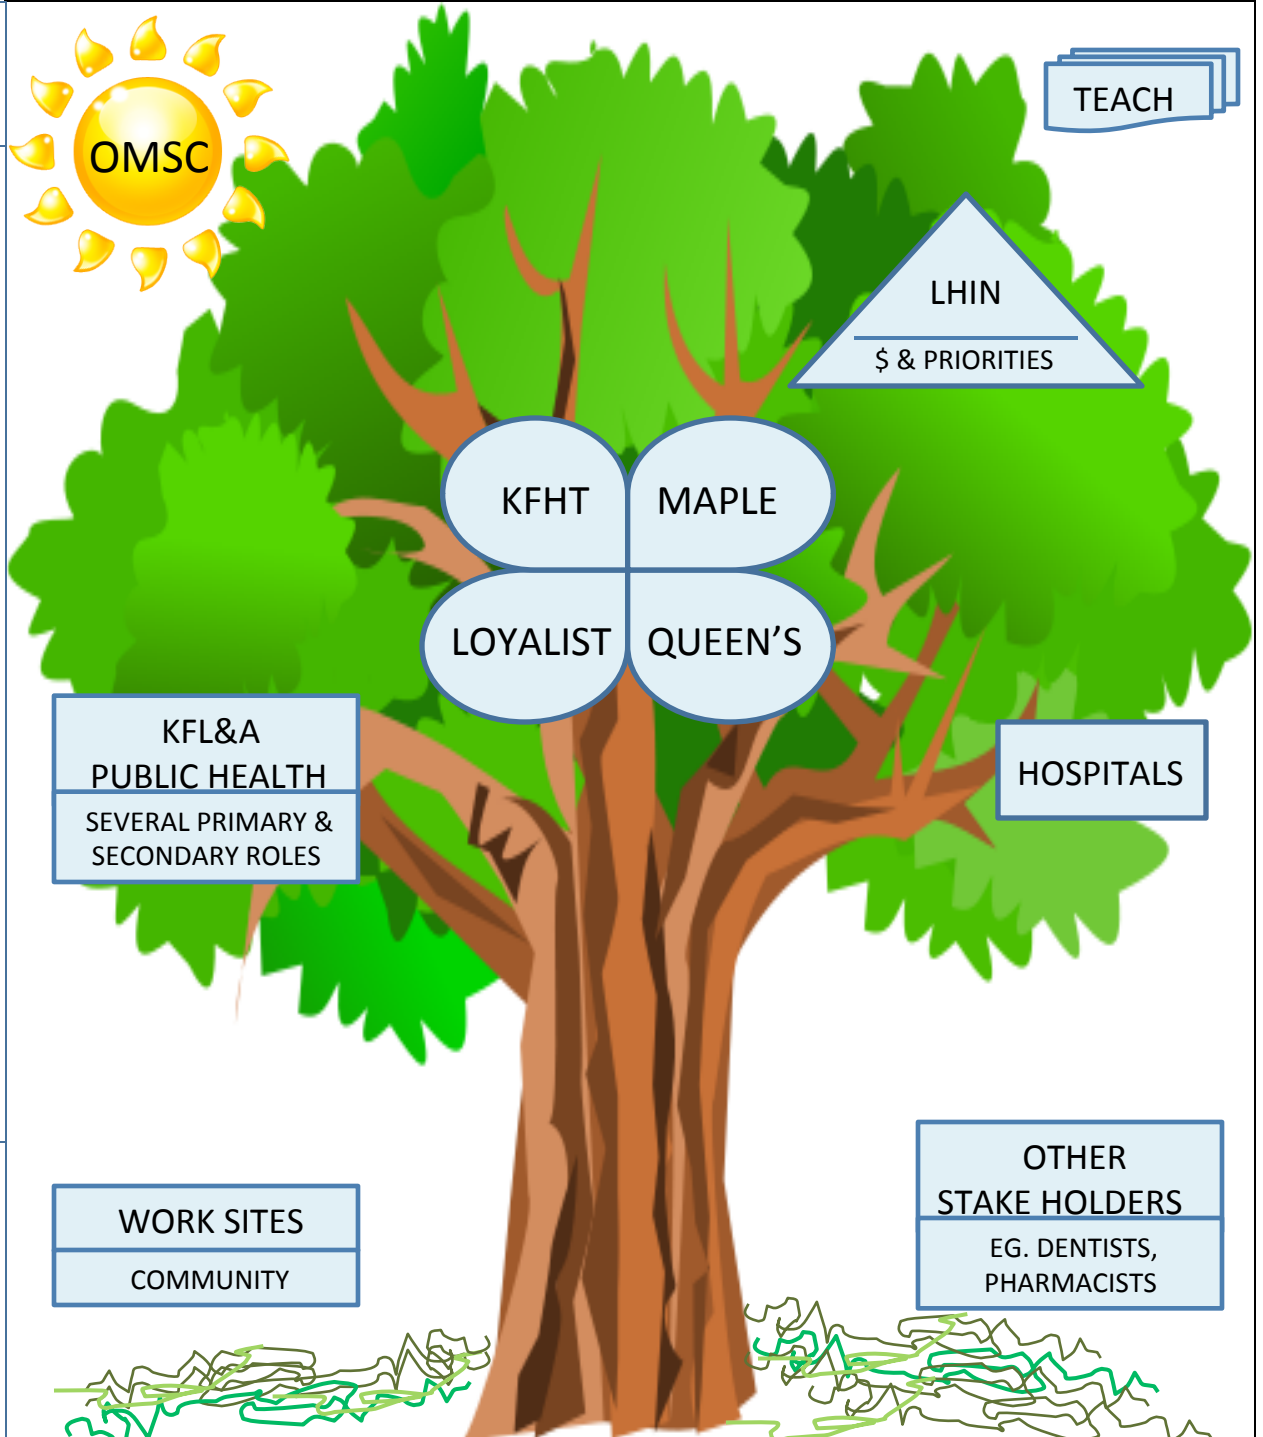 OMSC
TEACH
LHIN
$ & PRIORITIES
KFHT
MAPLE
LOYALIST
QUEEN’S
KFL&A
PUBLIC HEALTH
SEVERAL PRIMARY &
SECONDARY ROLES
HOSPITALS
WORK SITES
COMMUNITY
OTHER
STAKE HOLDERS
EG. DENTISTS,
PHARMACISTS